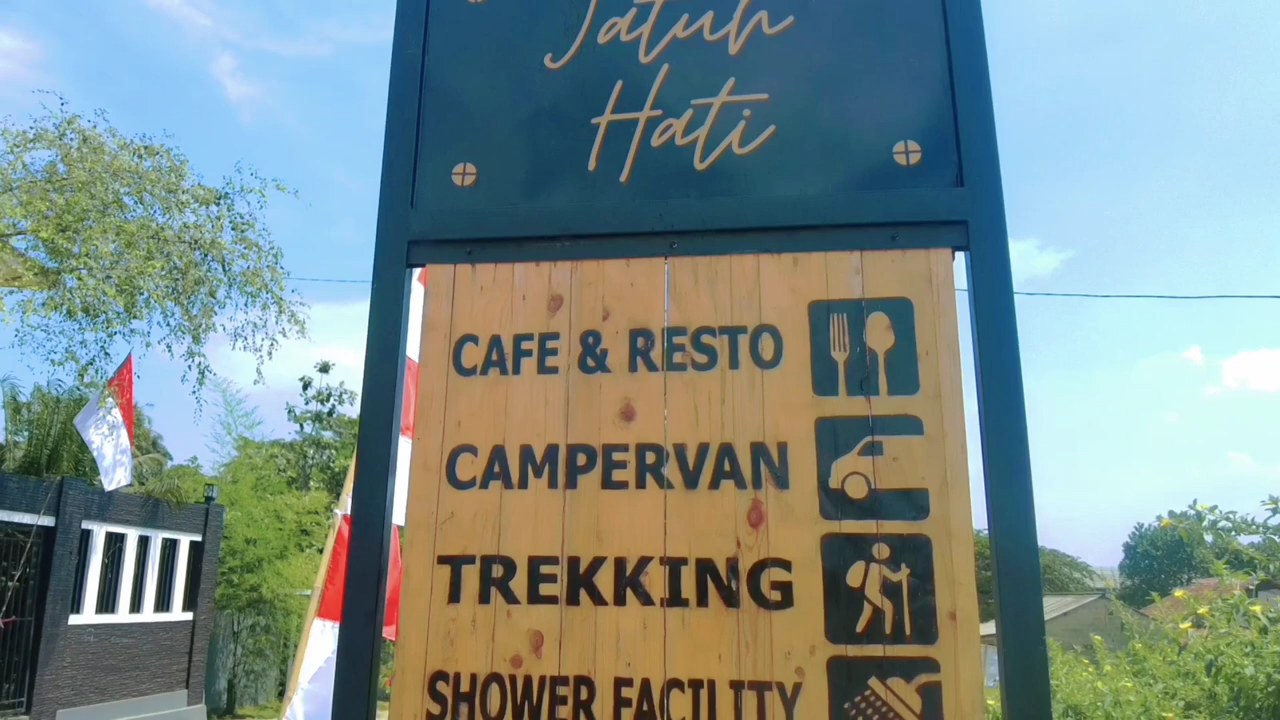 Jatuh
Hati
CAFE & RESTO
CAMPERVAN
TREKKING
SHOWER FACILITY